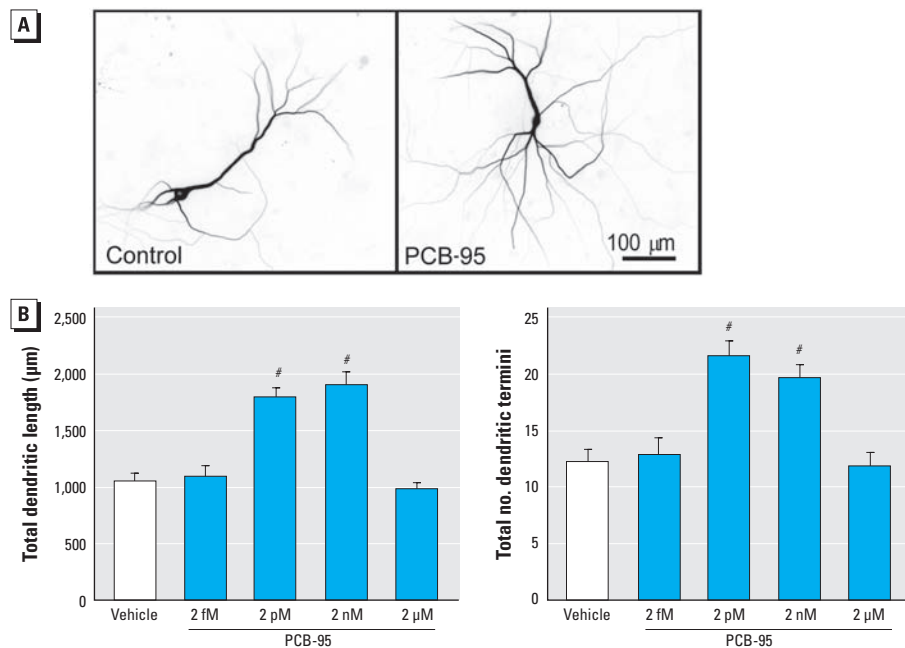 A
Control
PCB-95
100 µm
B
Total dendritic length (µm)
2,500
2,000
1,500
1,000
500
0
#
#
Vehicle
2 fM
2 pM
2 nM
2 µM
PCB-95
Total no. dendritic termini
25
20
15
10
5
0
#
#
Vehicle
2 fM
2 pM
2 nM
2 µM
PCB-95